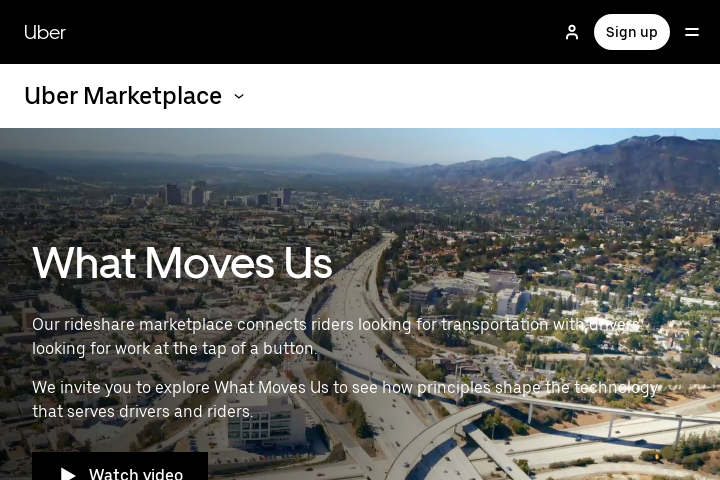 Uber
Sign up
Uber Marketplace
What Moves Us
Our rideshare marketplace connects riders looking for transportation with drivers
looking for work at the tap of a button.
We invite you to explore What Moves Us to see how principles shape the technology
that serves drivers and riders.
Watch video